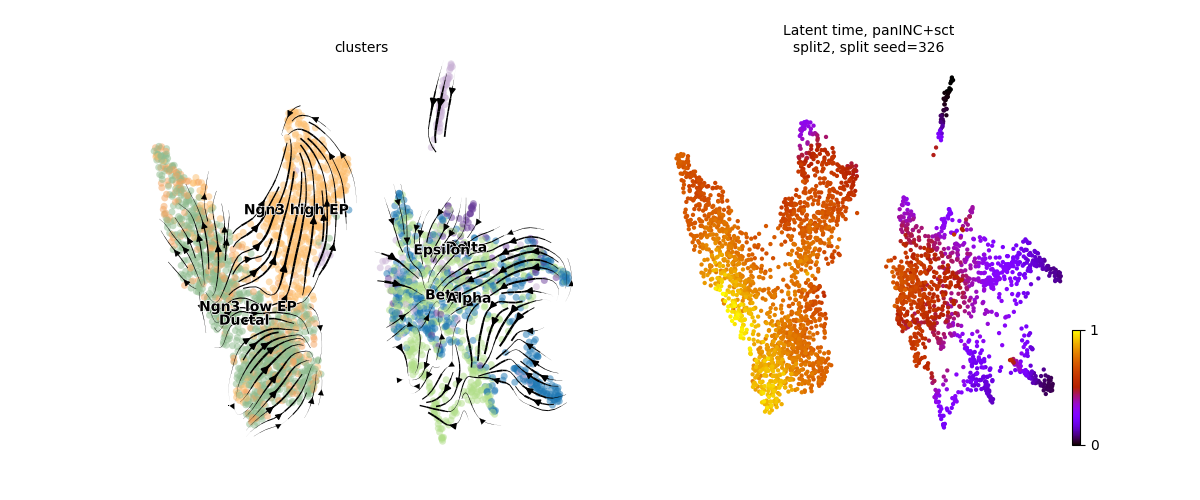 clusters
Latent time, panINC+sct
split2, split seed=326
Ngn3 high EP
Delta
Epsilon
Beta
Alpha
Ngn3 low EP
Ductal
1
0